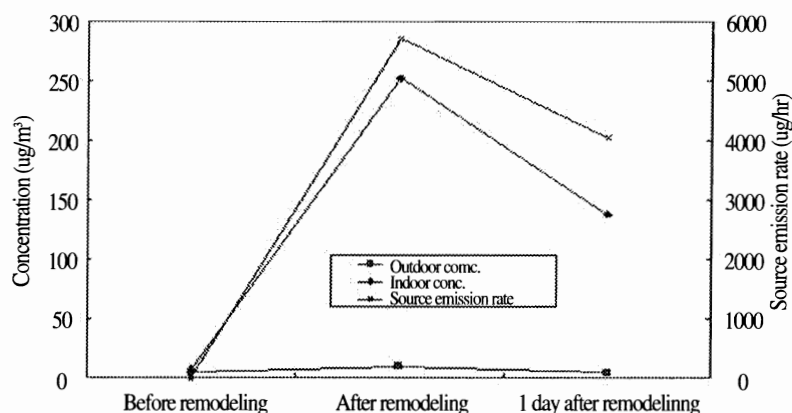 300
250
200
150
100
50
0
Concentration (ug/m³)
6000
5000
4000
3000
2000
1000
0
Source emission rate (ug/hr)
Outdoor comc.
Indoor conc.
Source emission rate
Before remodeling
After remodeling
1 day after remodelinng